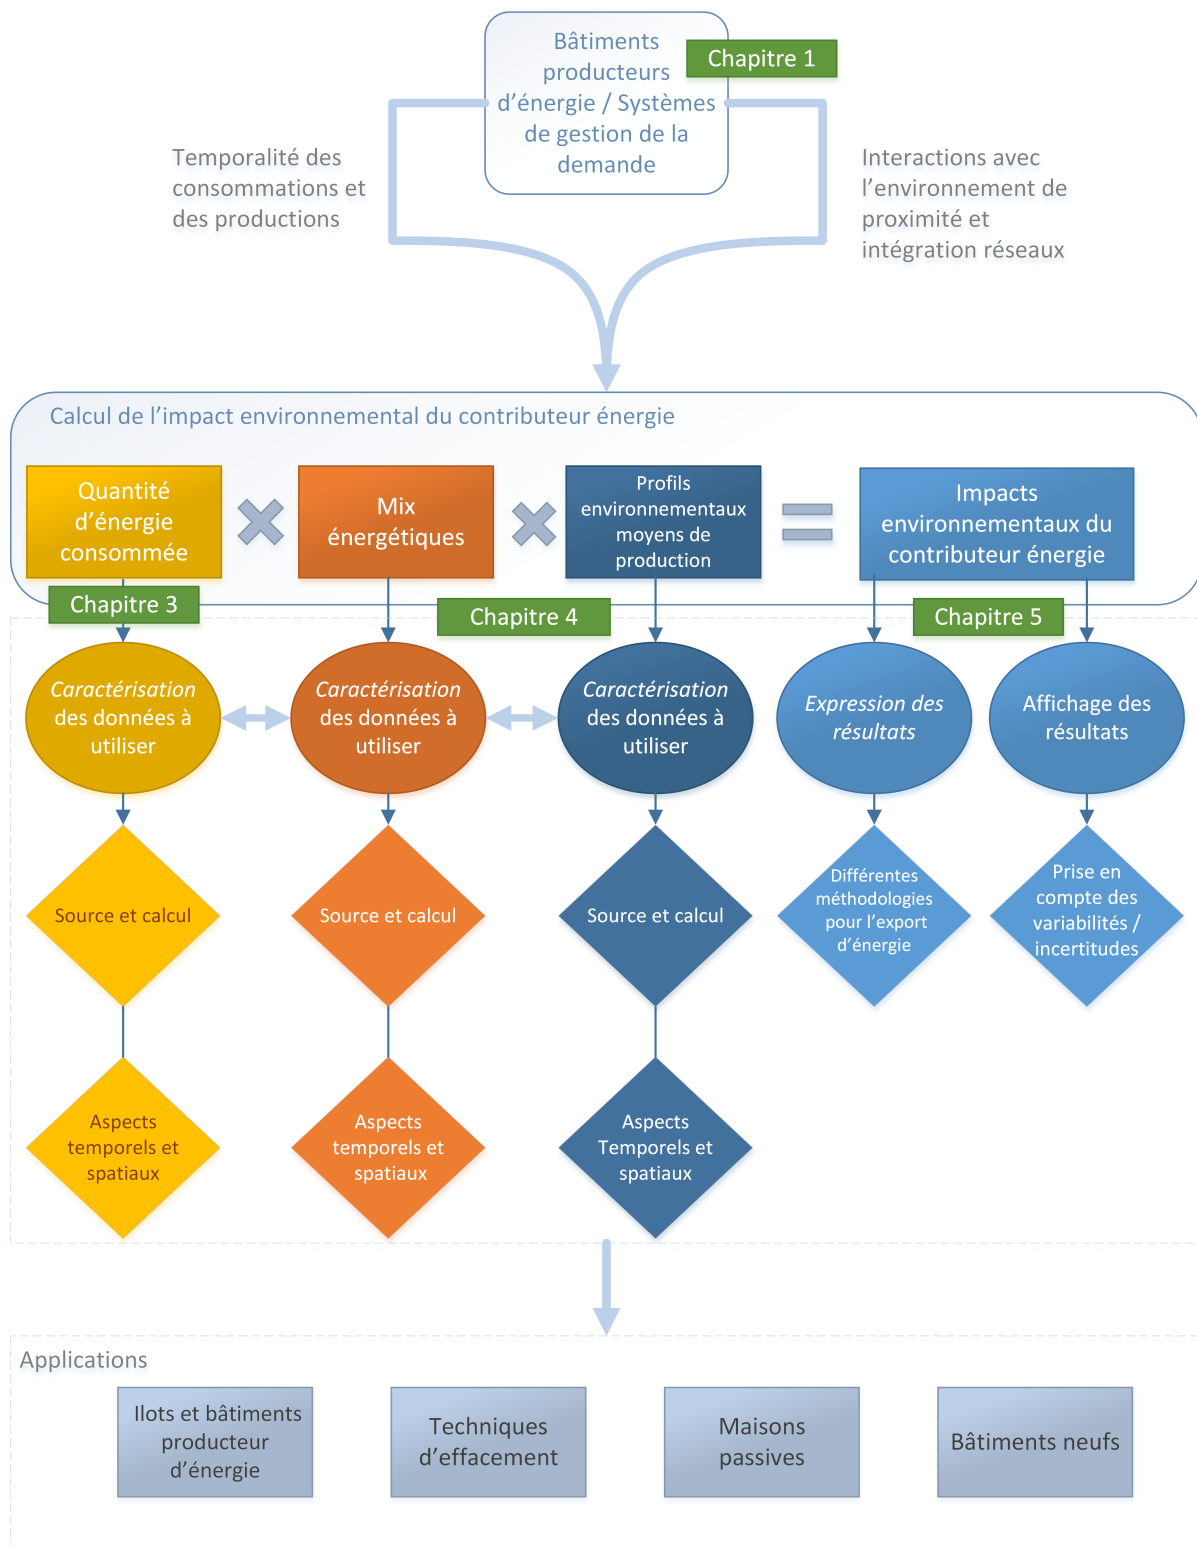 Bâtiments
producteurs
d’énergie / Systèmes
de gestion de la
demande
Chapitre 1
Temporalité des
consommations et
des productions
Interactions avec
l’environnement de
proximité et
intégration réseaux
Calcul de l’impact environnemental du contributeur énergie
Quantité
d’énergie
consommée
Mix
énergétiques
Profils
environnementaux
moyens de
production
Impacts
environnementaux du
contributeur énergie
Chapitre 3
Chapitre 4
Chapitre 5
Caractérisation
des données à
utiliser
Caractérisation
des données à
utiliser
Caractérisation
des données à
utiliser
Expression des
résultats
Affichage des
résultats
Source et calcul
Source et calcul
Source et calcul
Différentes
méthodologies
pour l’export
d’énergie
Prise en
compte des
variabilités /
incertitudes
Aspects
temporels et
spatiaux
Aspects
temporels et
spatiaux
Aspects
Temporels et
spatiaux
Applications
Ilots et bâtiments
producteur
d’énergie
Techniques
d’effacement
Maisons
passives
Bâtiments neufs